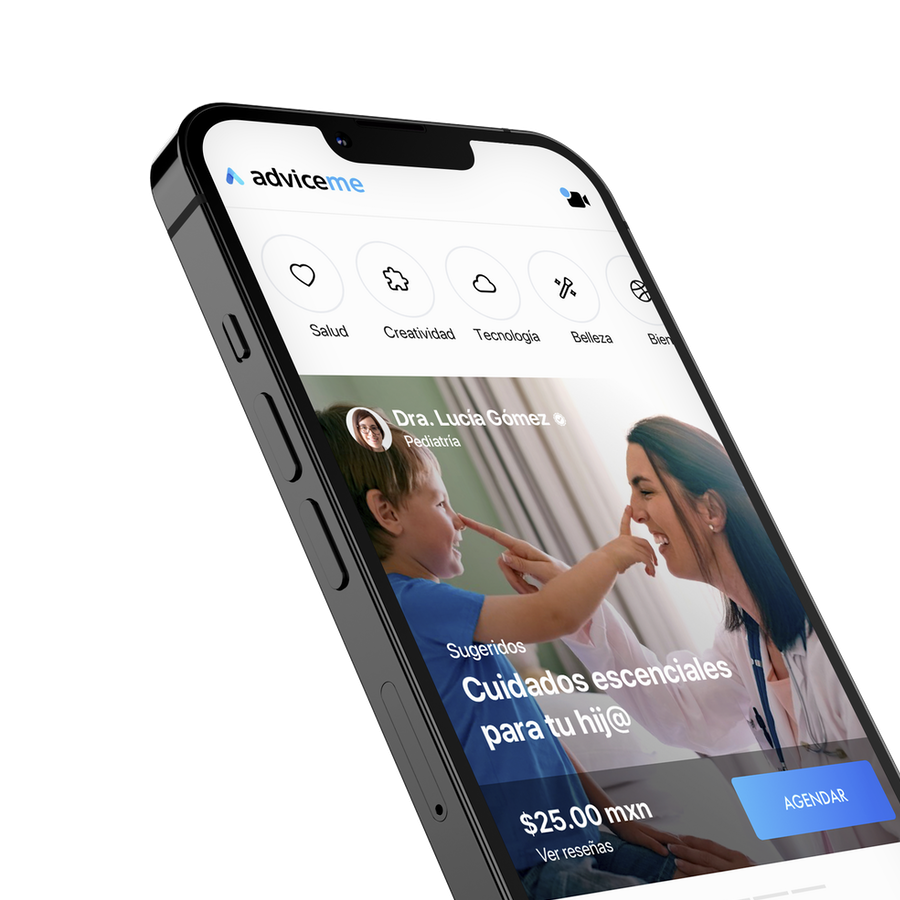 adviceme
Salud
Creatividad
Tecnología
Belleza
Bien
Dra. Lucía Gómez
Pediatría
Sugeridos
Cuidados escenciales
para tu hij@
$25.00 mxn
Ver reseñas
AGENDAR